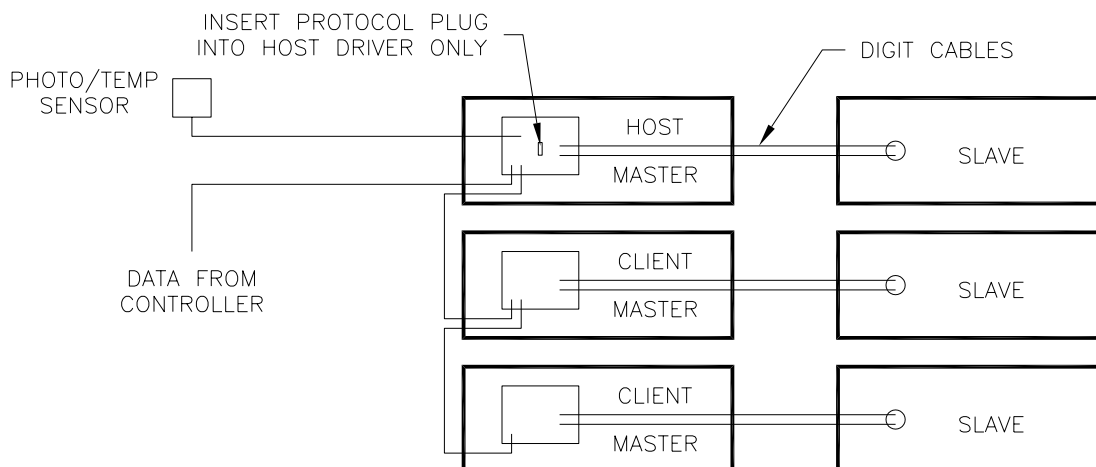 INSERT PROTOCOL PLUG
INTO HOST DRIVER ONLY
DIGIT CABLES
PHOTO/TEMP
SENSOR
HOST
MASTER
SLAVE
DATA FROM
CONTROLLER
CLIENT
MASTER
SLAVE
CLIENT
MASTER
SLAVE